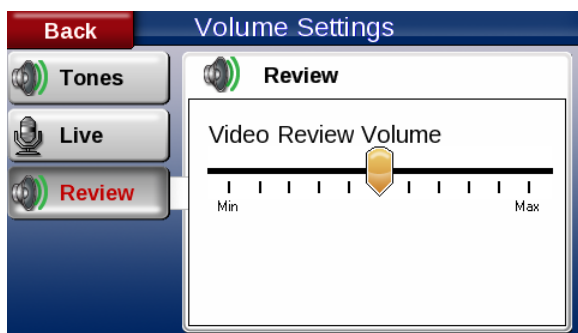 Back
Volume Settings
Tones
Live
Review
Review
Video Review Volume
Min
Max